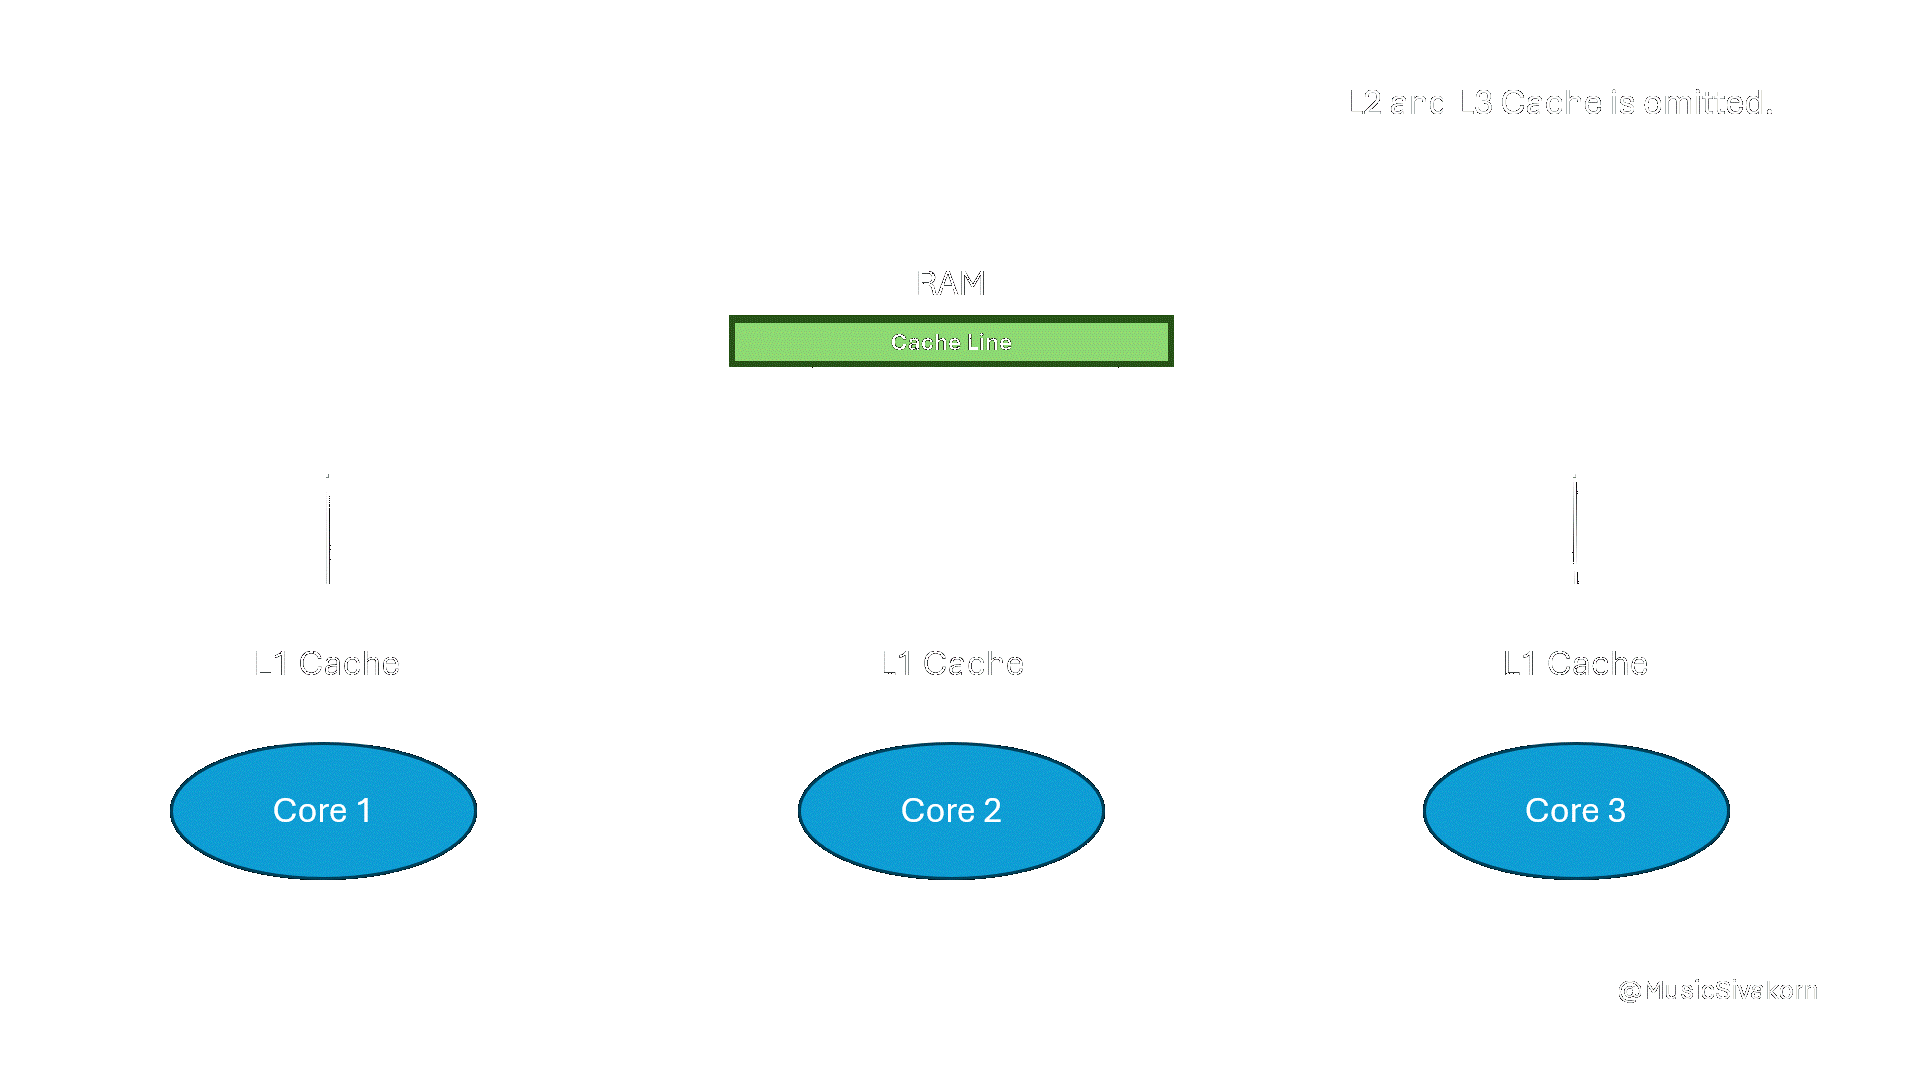 L2 and L3 Cache is omitted.
RAM
Cache Line
L1 Cache
L1 Cache
L1 Cache
Core 1
Core 2
Core 3
@MusicSivakorn